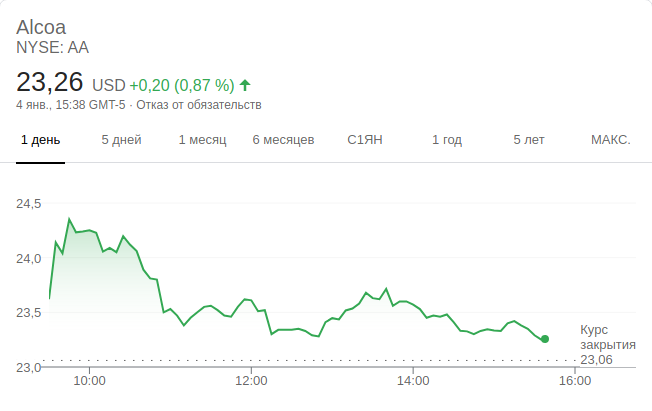 Alcoa
NYSE: AA
23,26 USD +0,20 (0,87 %)
4 янв., 15:38 GMT-5 · Отказ от обязательств
1 день 5 дней 1 месяц 6 месяцев С1ЯН 1 год 5 лет МАКС.
24,5
24,0
23,5
Курс
закрытия
23,06
23,0
10:00 12:00 14:00 16:00